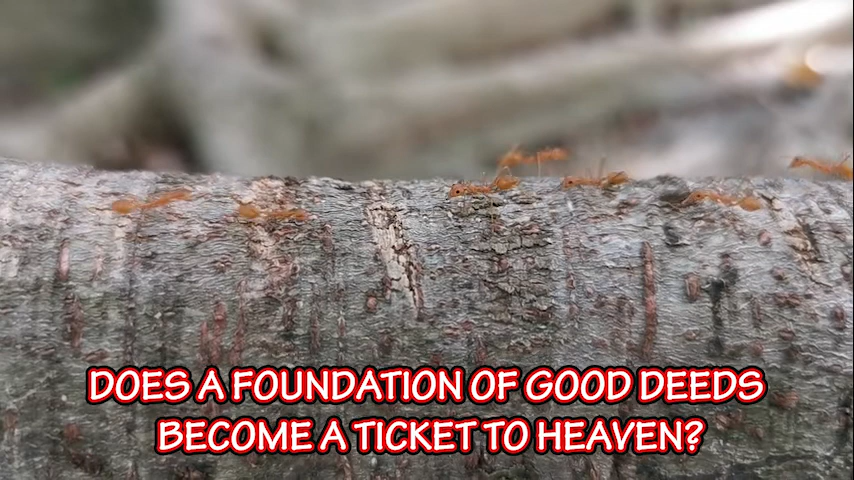 DOES A FOUNDATION OF GOOD DEEDS
BECOME A TICKET TO HEAVEN?